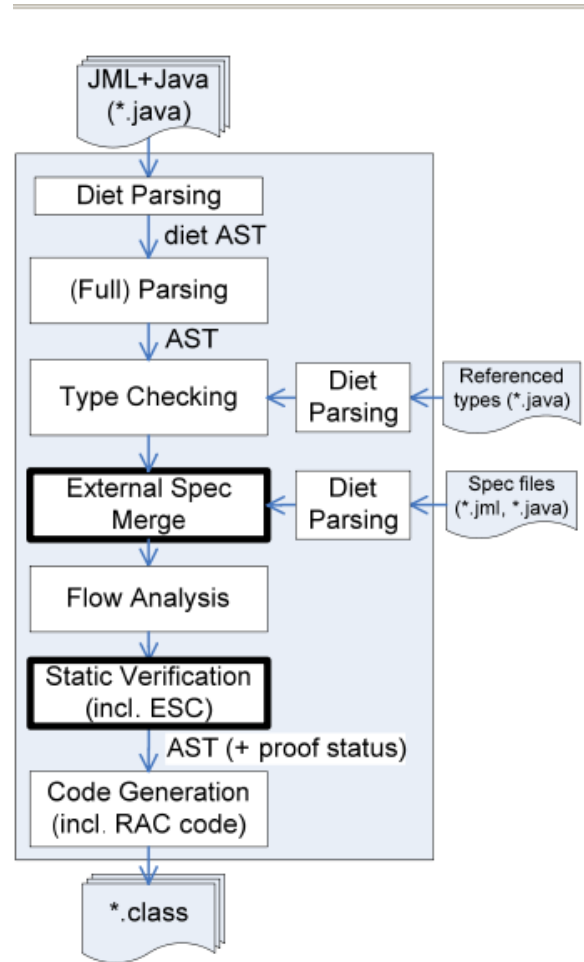 JML+Java
(*.java)
Diet Parsing
diet AST
(Full) Parsing
AST
Type Checking
Diet
Parsing
Referenced
types (*.java)
External Spec
Merge
Diet
Parsing
Spec files
(*.jml, *.java)
Flow Analysis
Static Verification
(incl. ESC)
AST (+ proof status)
Code Generation
(incl. RAC code)
*.class